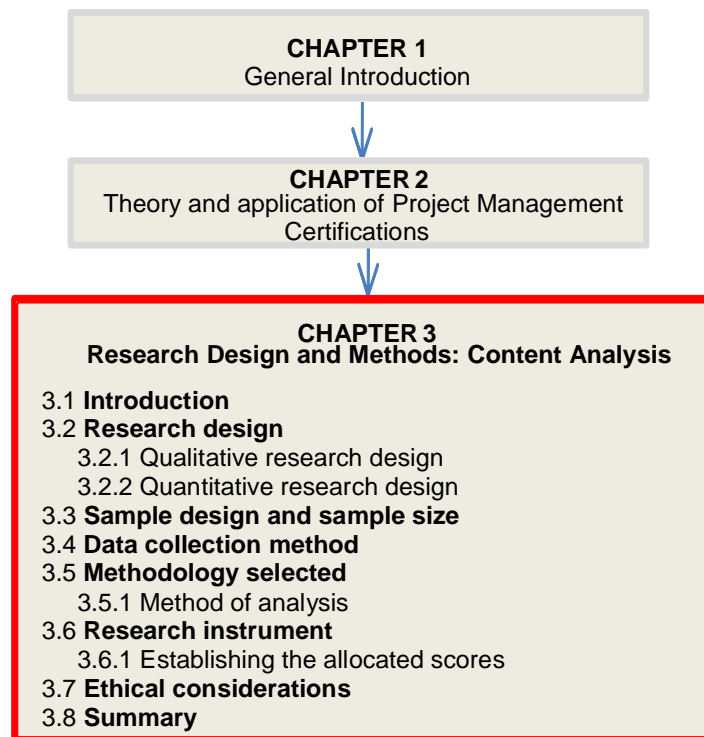 CHAPTER 1
General Introduction
CHAPTER 2
Theory and application of Project Management
Certifications
CHAPTER 3
Research Design and Methods: Content Analysis
3.1 Introduction
3.2 Research design
3.2.1 Qualitative research design
3.2.2 Quantitative research design
3.3 Sample design and sample size
3.4 Data collection method
3.5 Methodology selected
3.5.1 Method of analysis
3.6 Research instrument
3.6.1 Establishing the allocated scores
3.7 Ethical considerations
3.8 Summary